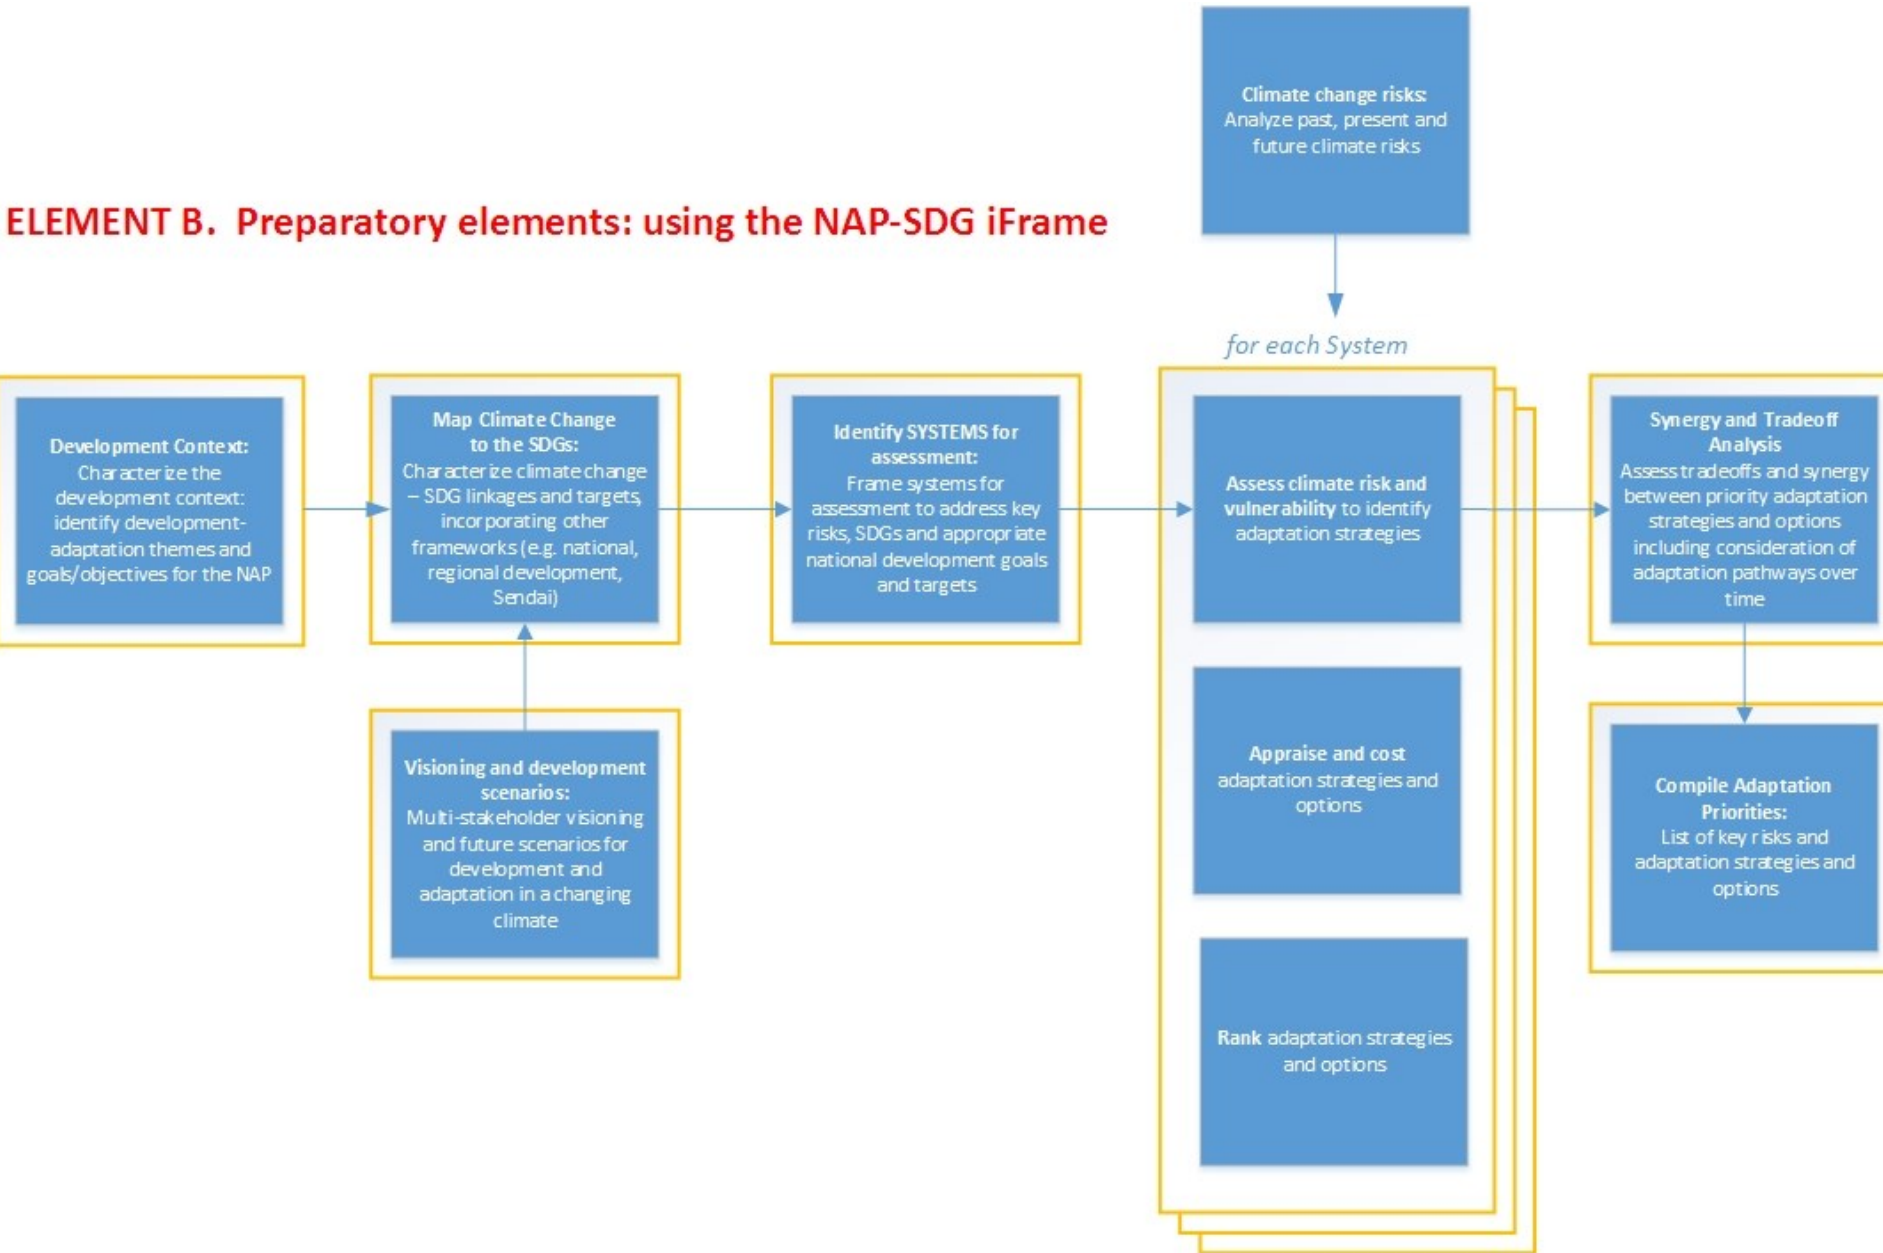 Climate change risks:
Analyze past, present and
future climate risks
ELEMENT B.  Preparatory elements: using the NAP-SDG iFrame
for each System
Development Context:
Characterize the
development context:
identify development-
adaptation themes and
goals/objectives for the NAP
Map Climate Change
to the SDGs:
Characterize climate change
– SDG linkages and targets,
incorporating other
frameworks (e.g. national,
regional development,
Sendai)
Visioning and development
scenarios:
Multi-stakeholder visioning
and future scenarios for
development and
adaptation in a changing
climate
Identify SYSTEMS for
assessment:
Frame systems for
assessment to address key
risks, SDGs and appropriate
national development goals
and targets
Assess climate risk and
vulnerability to identify
adaptation strategies
Appraise and cost
adaptation strategies and
options
Rank adaptation strategies
and options
Synergy and Tradeoff
Analysis
Assess tradeoffs and synergy
between priority adaptation
strategies and options
including consideration of
adaptation pathways over
time
Compile Adaptation
Priorities:
List of key risks and
adaptation strategies and
options